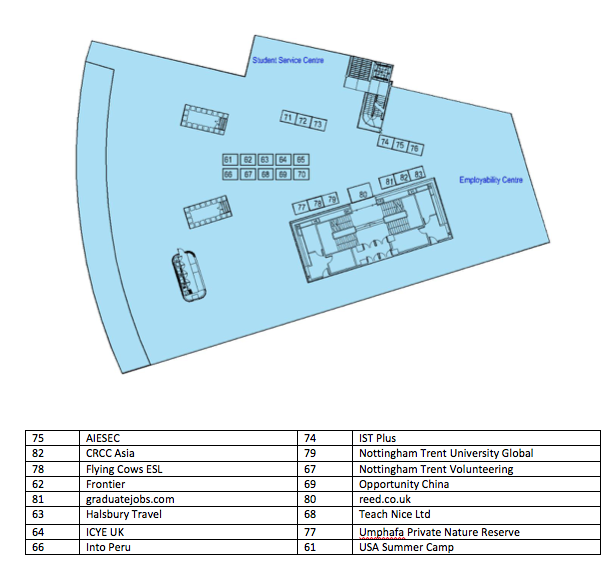 Student Service Centre
71 72 73
74 75 76
61 62 63 64 65
66 67 68 69 70
Employability Centre
81 82 83
77 78 79 80
75 AIESEC 74 IST Plus
82 CRCC Asia 79 Nottingham Trent University Global
78 Flying Cows ESL 67 Nottingham Trent Volunteering
62 Frontier 69 Opportunity China
81 graduatejobs.com 80 reed.co.uk
63 Halsbury Travel 68 Teach Nice Ltd
64 ICYE UK 77 Umphafa Private Nature Reserve
66 Into Peru 61 USA Summer Camp